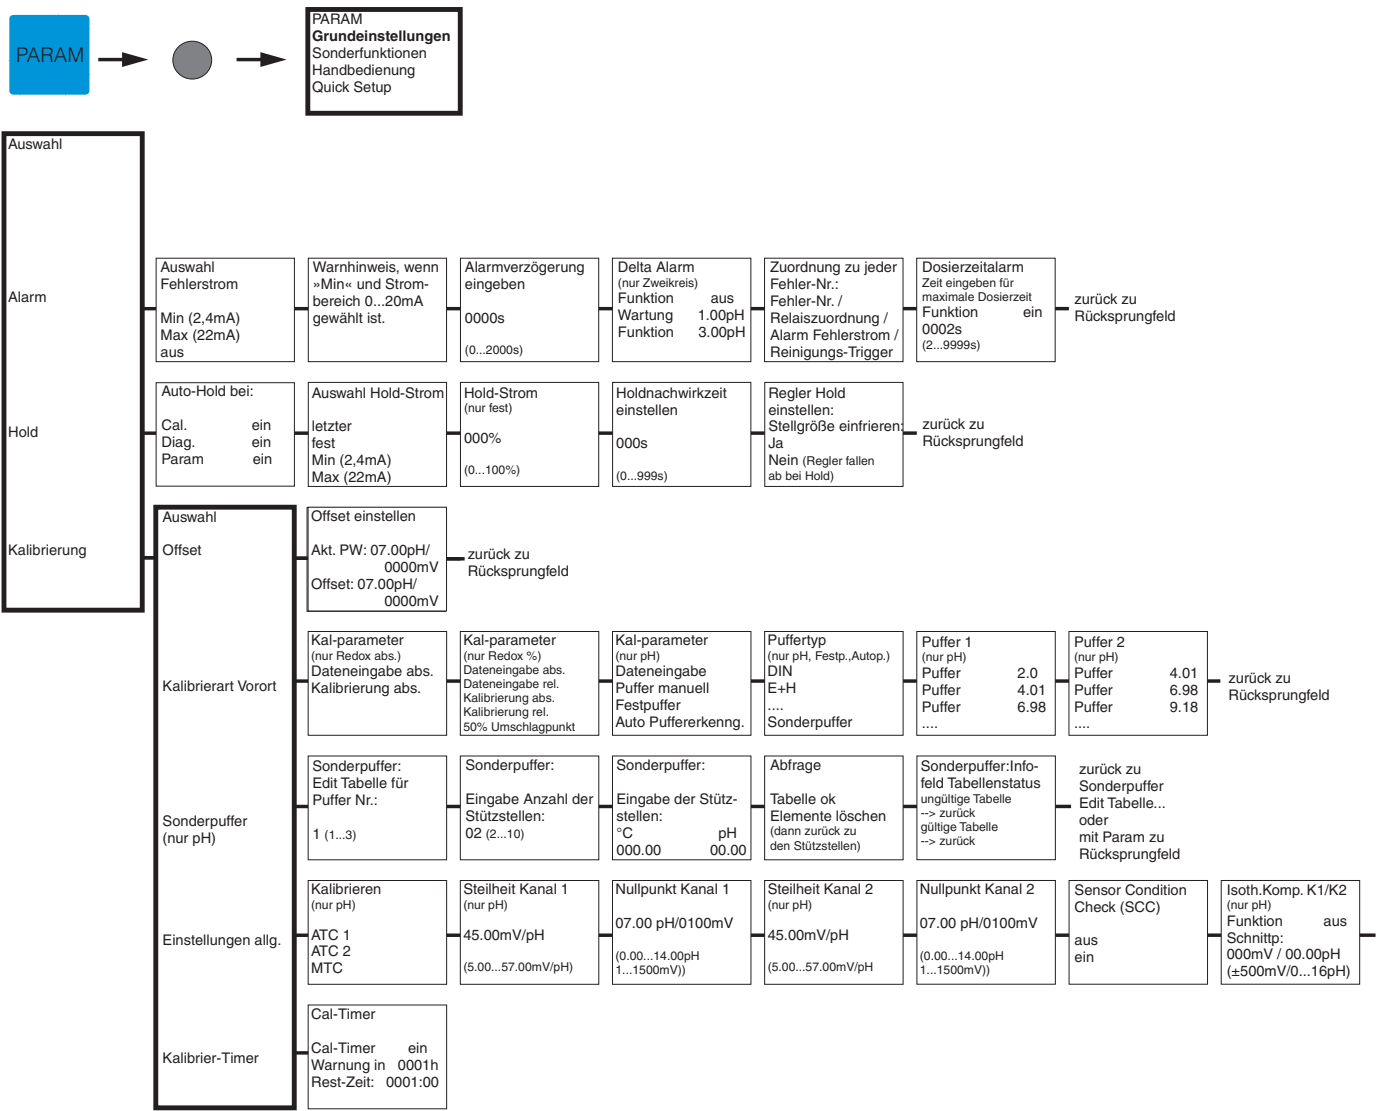 PARAM
PARAM
Grundeinstellungen
Sonderfunktionen
Handbedienung
Quick Setup
Auswahl
Alarm
Auswahl
Fehlerstrom
Min (2,4mA)
Max (22mA)
aus
Warnhinweis, wenn
»Min« und Strom-
bereich 0...20mA
gewählt ist.
Alarmverzögerung
eingeben
0000s
(0...2000s)
Delta Alarm
(nur Zweikreis)
Funktion aus
Wartung 1.00pH
Funktion 3.00pH
Zuordnung zu jeder
Fehler-Nr.:
Fehler-Nr. /
Relaiszuordnung /
Alarm Fehlerstrom /
Reinigungs-Trigger
Dosierzeitalarm
Zeit eingeben für
maximale Dosierzeit
Funktion ein
0002s
(2...9999s)
zurück zu
Rücksprungfeld
Hold
Auto-Hold bei:
Cal. ein
Diag. ein
Param ein
Auswahl Hold-Strom
letzter
fest
Min (2,4mA)
Max (22mA)
Hold-Strom
(nur fest)
000%
(0...100%)
Holdnachwirkzeit
einstellen
000s
(0...999s)
Regler Hold
einstellen:
Stellgröße einfrieren:
Ja
Nein (Regler fallen
ab bei Hold)
zurück zu
Rücksprungfeld
Kalibrierung
Auswahl
Offset
Offset einstellen
Akt. PW: 07.00pH/
0000mV
Offset: 07.00pH/
0000mV
zurück zu
Rücksprungfeld
Kalibrierart Vorort
Kal-parameter
(nur Redox abs.)
Dateneingabe abs.
Kalibrierung abs.
Kal-parameter
(nur Redox %)
Dateneingabe abs.
Dateneingabe rel.
Kalibrierung abs.
Kalibrierung rel.
50% Umschlagpunkt
Kal-parameter
(nur pH)
Dateneingabe
Puffer manuell
Festpuffer
Auto Puffererkenng.
Puffertyp
(nur pH, Festp.,Autop.)
DIN
E+H
....
Sonderpuffer
Puffer 1
(nur pH)
Puffer 2.0
Puffer 4.01
Puffer 6.98
....
Puffer 2
(nur pH)
Puffer 4.01
Puffer 6.98
Puffer 9.18
....
zurück zu
Rücksprungfeld
Sonderpuffer
(nur pH)
Sonderpuffer:
Edit Tabelle für
Puffer Nr.:
1 (1...3)
Sonderpuffer:
Eingabe Anzahl der
Stützstellen:
02 (2...10)
Sonderpuffer:
Eingabe der Stütz-
stellen:
°C pH
000.00 00.00
Abfrage
Tabelle ok
Elemente löschen
(dann zurück zu
den Stützstellen)
Sonderpuffer:Info-
feld Tabellenstatus
ungültige Tabelle
--> zurück
gültige Tabelle
--> zurück
zurück zu
Sonderpuffer
Edit Tabelle...
oder
mit Param zu
Rücksprungfeld
Einstellungen allg.
Kalibrieren
(nur pH)
ATC 1
ATC 2
MTC
Steilheit Kanal 1
(nur pH)
45.00mV/pH
(5.00...57.00mV/pH)
Nullpunkt Kanal 1
07.00 pH/0100mV
(0.00...14.00pH
1...1500mV))
Steilheit Kanal 2
(nur pH)
45.00mV/pH
(5.00...57.00mV/pH
Nullpunkt Kanal 2
07.00 pH/0100mV
(0.00...14.00pH
1...1500mV))
Sensor Condition
Check (SCC)
aus
ein
Isoth.Komp. K1/K2
(nur pH)
Funktion aus
Schnittp:
000mV / 00.00pH
(±500mV/0...16pH)
Kalibrier-Timer
Cal-Timer
Cal-Timer ein
Warnung in 0001h
Rest-Zeit: 0001:00